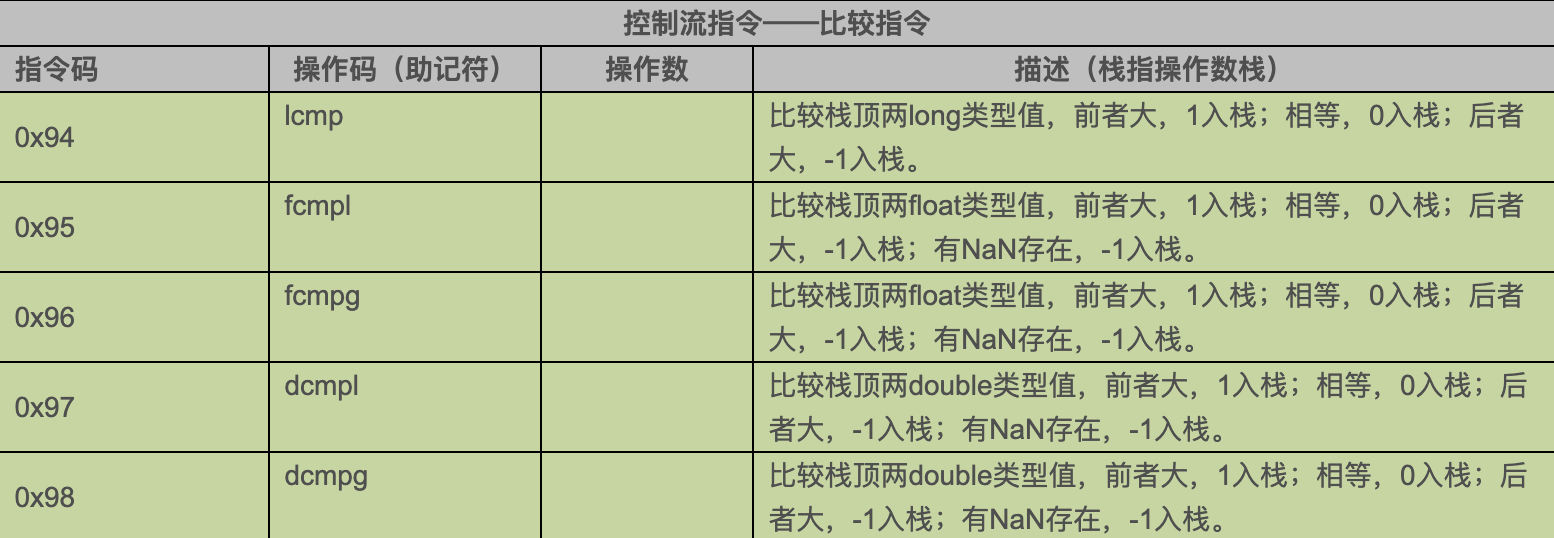 控制流指令——比较指令
指令码 操作码（助记符） 操作数 描述（栈指操作数栈）
0x94 lcmp 比较栈顶两long类型值，前者大，1入栈；相等，0入栈；后者
大，-1入栈。
0x95 fcmpl 比较栈顶两float类型值，前者大，1入栈；相等，0入栈；后者
大，-1入栈；有NaN存在，-1入栈。
0x96 fcmpg 比较栈顶两float类型值，前者大，1入栈；相等，0入栈；后者
大，-1入栈；有NaN存在，-1入栈。
0x97 dcmpl 比较栈顶两double类型值，前者大，1入栈；相等，0入栈；后
者大，-1入栈；有NaN存在，-1入栈。
0x98 dcmpg 比较栈顶两double类型值，前者大，1入栈；相等，0入栈；后
者大，-1入栈；有NaN存在，-1入栈。